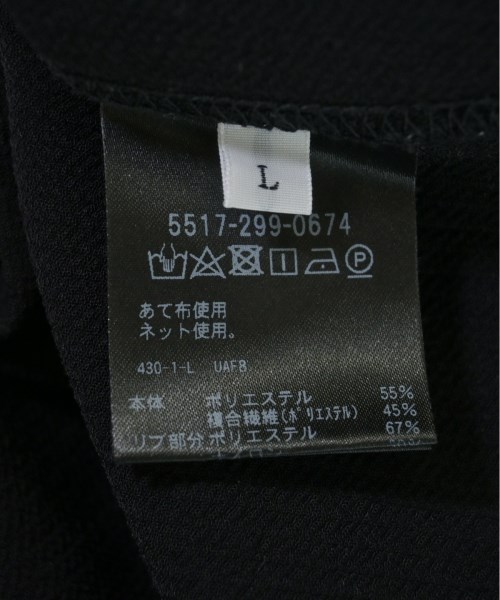 L
5517-299-0674
P
あて布使用
ネット使用。
430-1-L UAFB
本体 ポリエステル 55%
複合繊維(ポリエステル) 45%
リブ部分 ポリエステル 67%